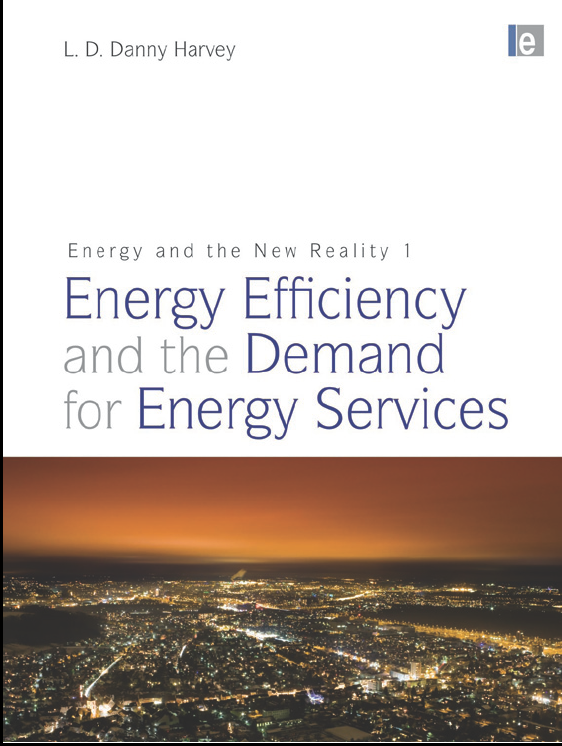 L. D. Danny Harvey
e
Energy and the New Reality 1
Energy Efficiency
and the Demand
for Energy Services